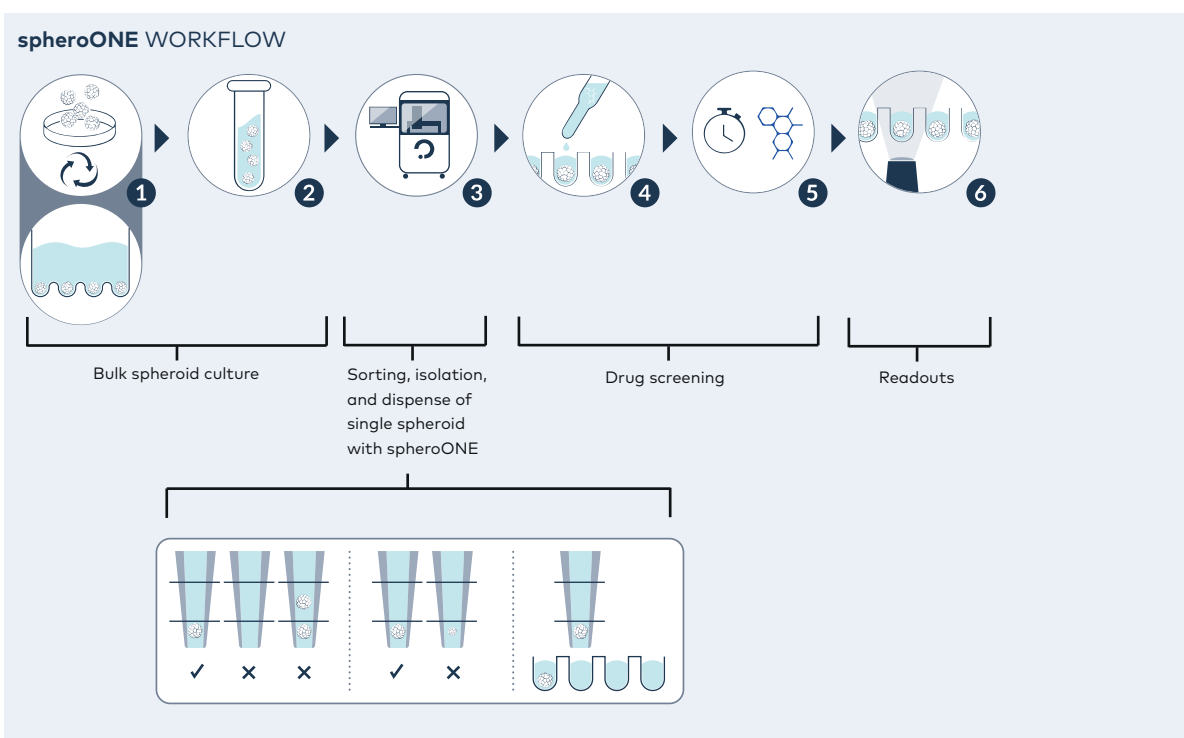 spheroONE WORKFLOW
1
2
3
4
5
6
Bulk spheroid culture
Sorting, isolation,
and dispense of
single spheroid
with spheroONE
Drug screening
Readouts